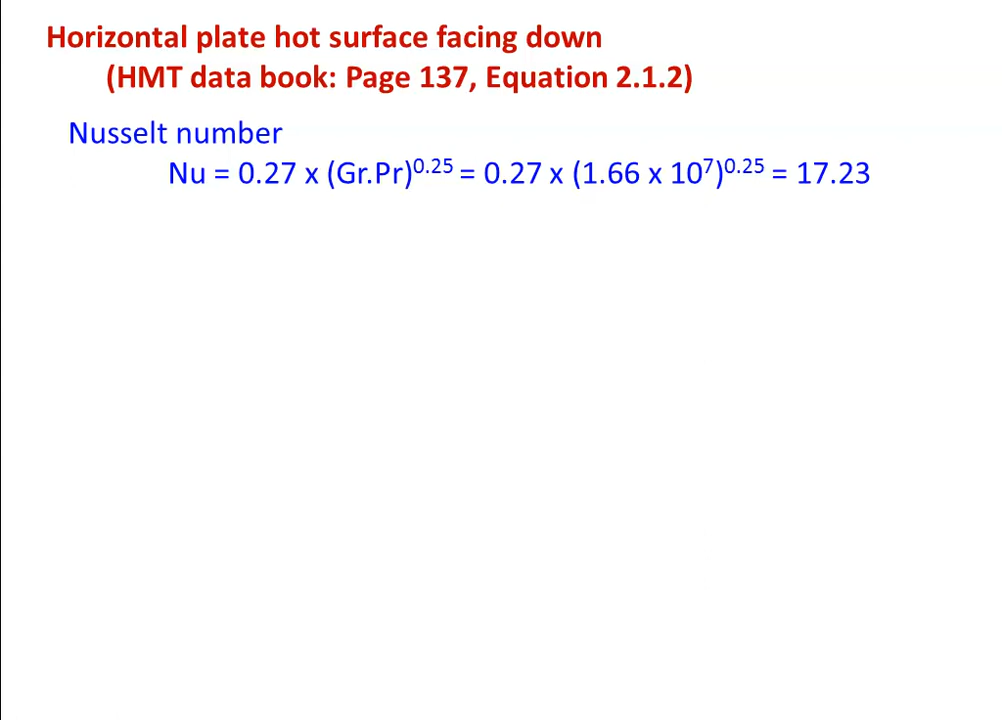 Horizontal plate hot surface facing down
(HMT data book: Page 137, Equation 2.1.2)
Nusselt number
Nu = 0.27 x (Gr.Pr)^0.25 = 0.27 x (1.66 x 10^7)^0.25 = 17.23